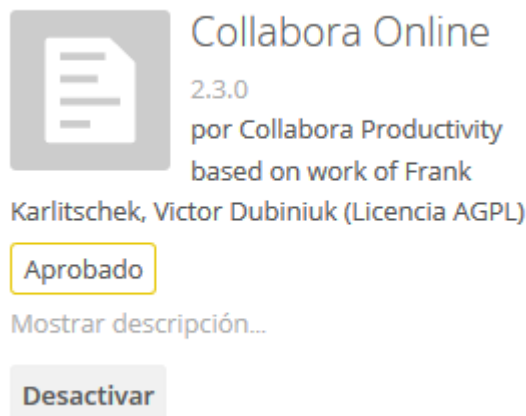 Collabora Online
2.3.0
por Collabora Productivity
based on work of Frank
Karlitschek, Victor Dubiniuk (Licencia AGPL)
Aprobado
Mostrar descripción...
Desactivar